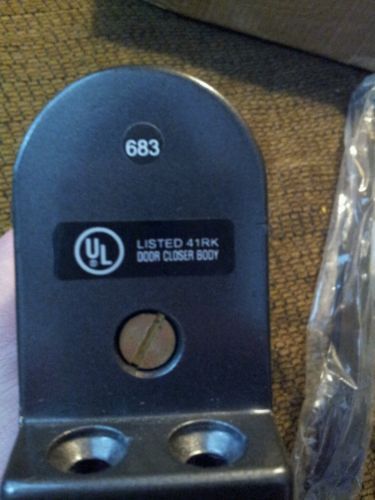 683
UL
LISTED 41RK
DOOR CLOSER BODY